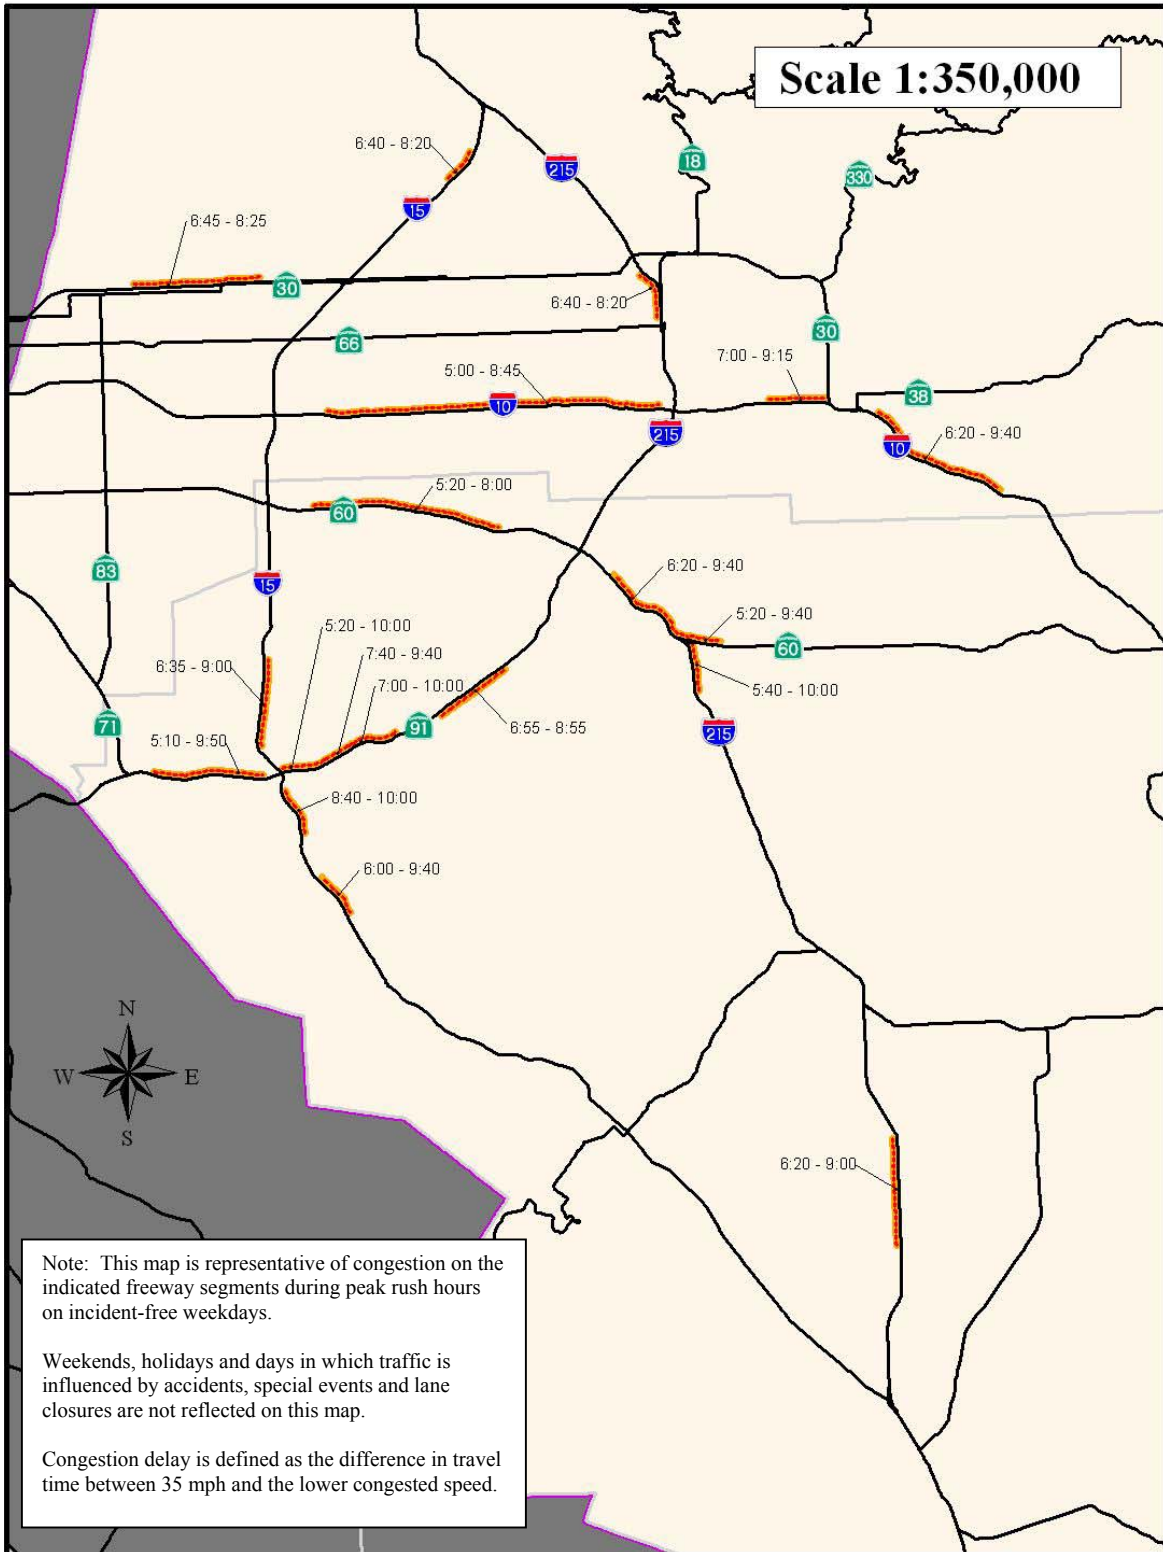 Scale 1:350,000
18
6:40 - 8:20
215
330
15
6:45 - 8:25
30
6:40 - 8:20
30
66
7:00 - 9:15
5:00 - 8:45
38
10
215
10
6:20 - 9:40
5:20 - 8:00
60
83
15
6:20 - 9:40
5:20 - 9:40
5:20 - 10:00
60
7:40 - 9:40
6:35 - 9:00
7:00 - 10:00
5:40 - 10:00
71
91
6:55 - 8:55
215
5:10 - 9:50
8:40 - 10:00
6:00 - 9:40
N
W E
S
6:20 - 9:00
Note: This map is representative of congestion on the
indicated freeway segments during peak rush hours
on incident-free weekdays.
Weekends, holidays and days in which traffic is
influenced by accidents, special events and lane
closures are not reflected on this map.
Congestion delay is defined as the difference in travel
time between 35 mph and the lower congested speed.